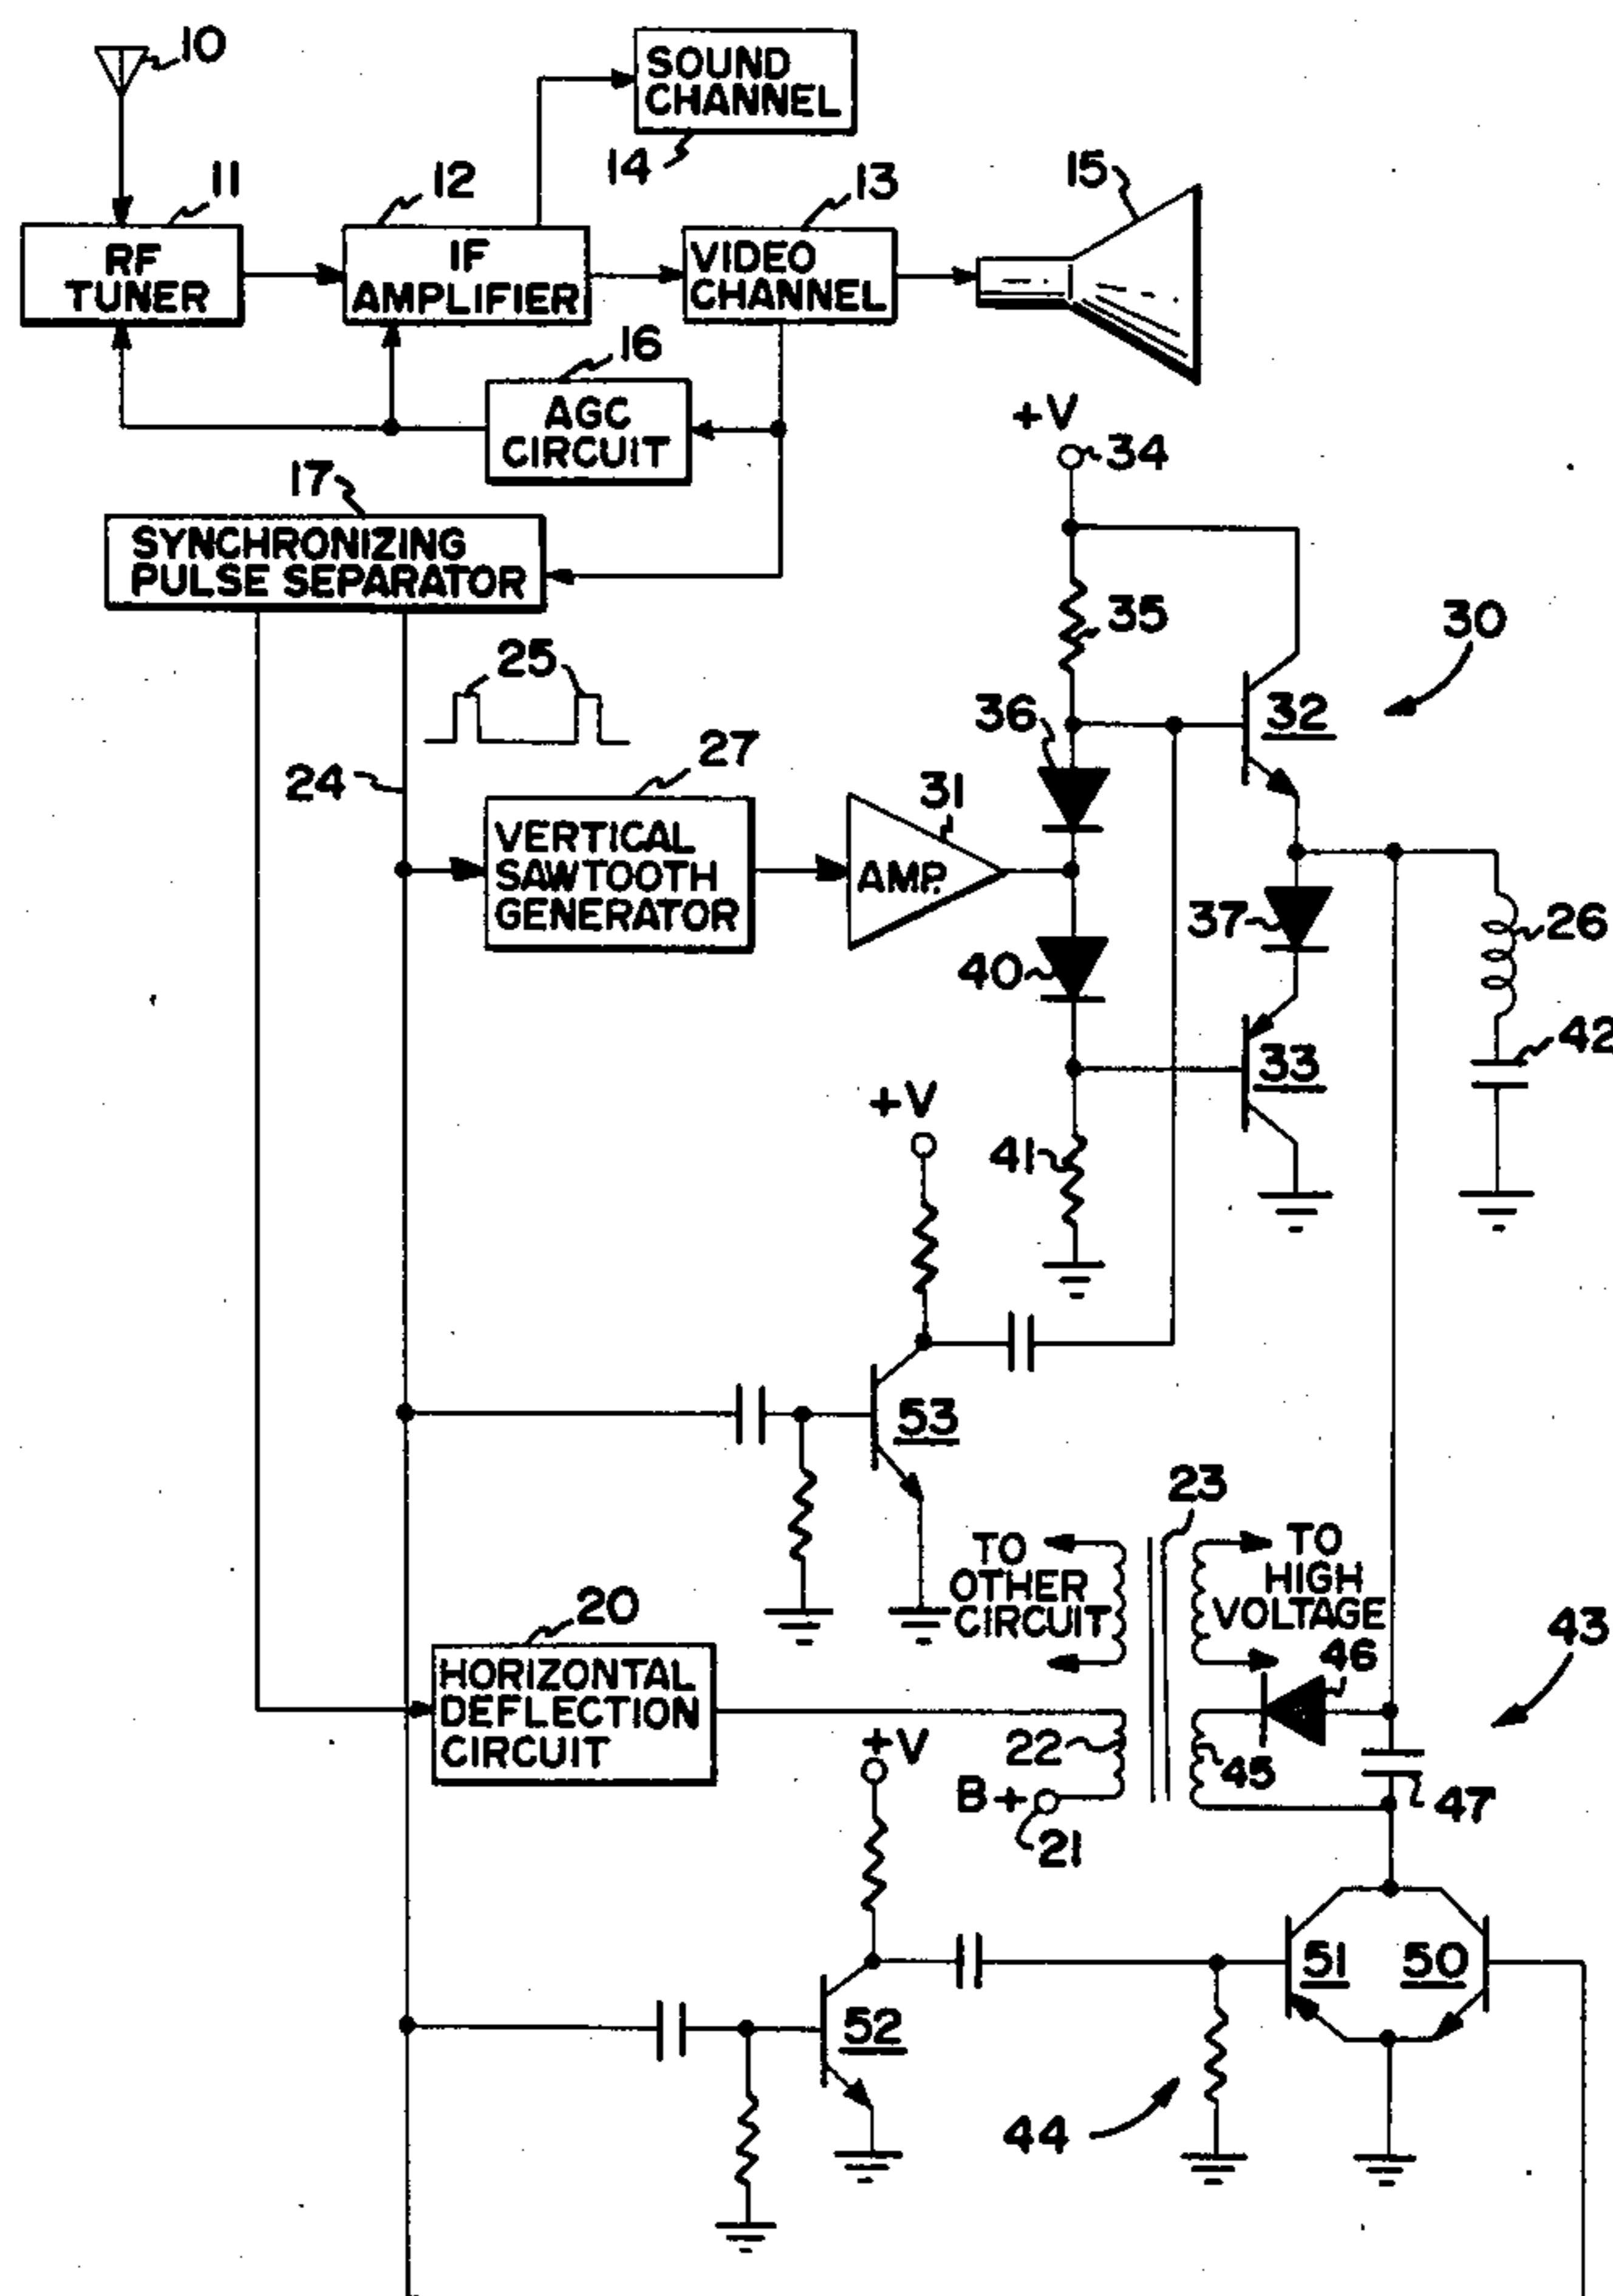 10
SOUND
CHANNEL
14
11
12
13
15
RF
TUNER
IF
AMPLIFIER
VIDEO
CHANNEL
16
AGC
CIRCUIT
+V
34
17
SYNCHRONIZING
PULSE SEPARATOR
35
30
25
36
32
24
27
31
VERTICAL
SAWTOOTH
GENERATOR
AMP.
37
26
40
42
33
+V
41
53
23
TO
OTHER
CIRCUIT
TO
HIGH
VOLTAGE
20
43
46
HORIZONTAL
DEFLECTION
CIRCUIT
+V
22
45
B+
47
21
51
50
52
44